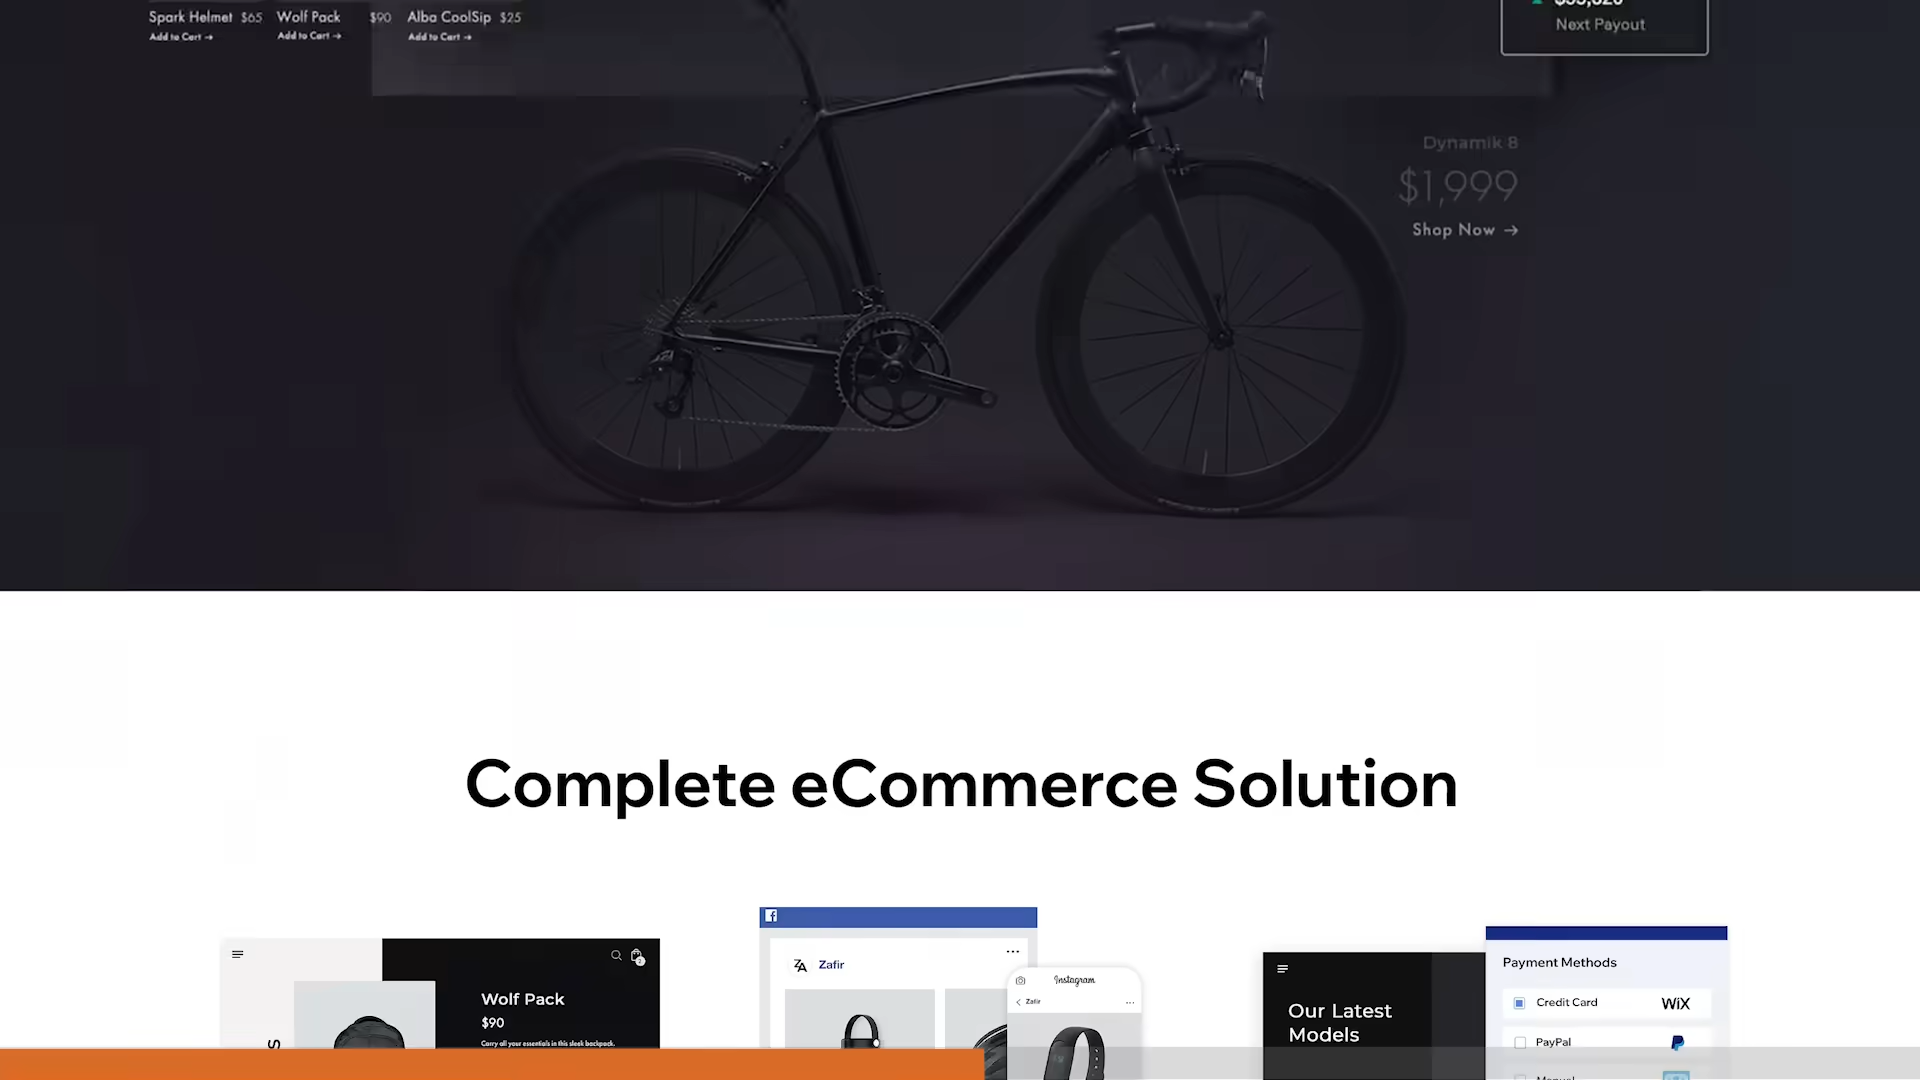 Spark Helmet $65 Wolf Pack $90 Alba CoolSip $25
Add to Cart → Add to Cart → Add to Cart →
Next Payout
Dynamik 8
$1,999
Shop Now →
Complete eCommerce Solution
Wolf Pack
$90
Carry all your essentials in this sleek backpack.
ZA Zafir
Instagram
Zafir
Our Latest
Models
Payment Methods
Credit Card WiX
PayPal